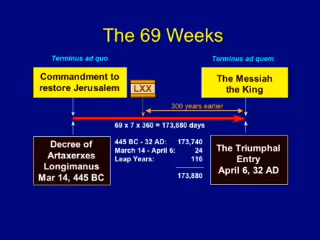 The 69 Weeks
Terminus ad quo
Terminus ad quem
Commandment to
restore Jerusalem
LXX
The Messiah
the King
300 years earlier
69 x 7 x 360 = 173,880 days
445 BC - 32 AD: 173,740
March 14 - April 6: 24
Leap Years: 116
173,880
Decree of
Artaxerxes
Longimanus
Mar 14, 445 BC
The Triumphal
Entry
April 6, 32 AD